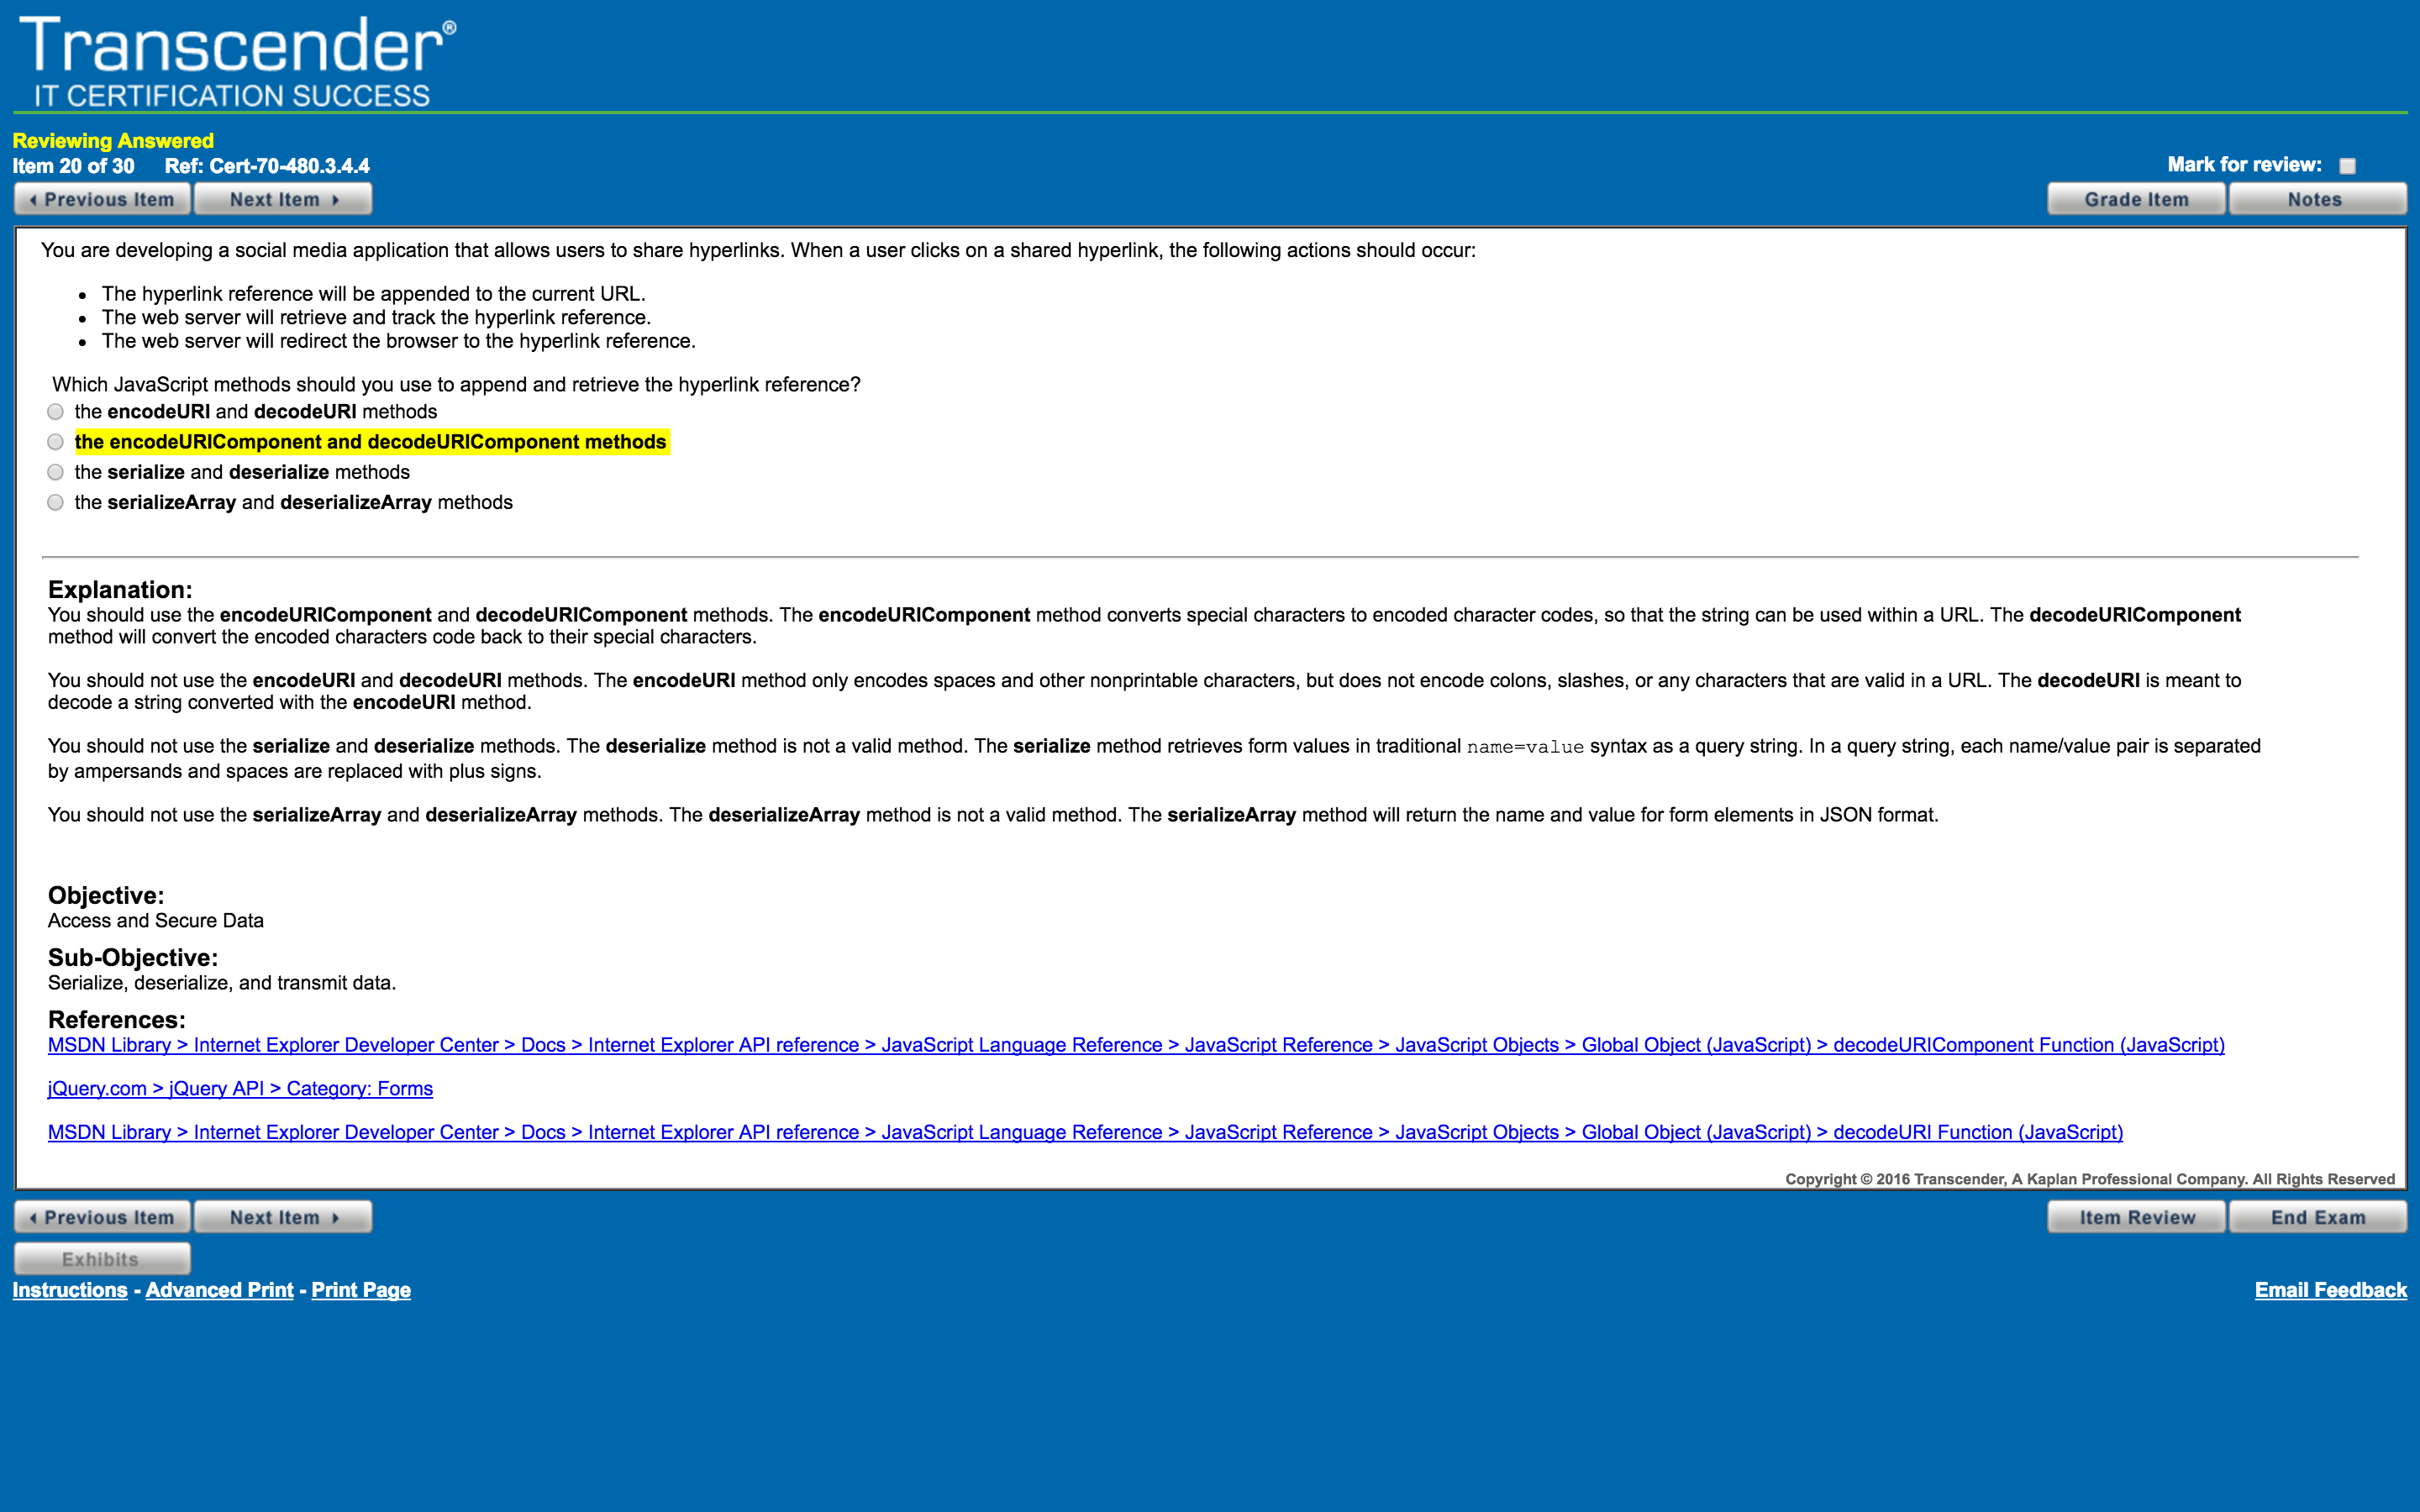 Transcender®
IT CERTIFICATION SUCCESS
Reviewing Answered
Item 20 of 30 Ref: Cert-70-480.3.4.4
Mark for review:
Previous Item Next Item Grade Item Notes
You are developing a social media application that allows users to share hyperlinks. When a user clicks on a shared hyperlink, the following actions should occur:
• The hyperlink reference will be appended to the current URL.
• The web server will retrieve and track the hyperlink reference.
• The web server will redirect the browser to the hyperlink reference.
Which JavaScript methods should you use to append and retrieve the hyperlink reference?
the encodeURI and decodeURI methods
the encodeURIComponent and decodeURIComponent methods
the serialize and deserialize methods
the serializeArray and deserializeArray methods
Explanation:
You should use the encodeURIComponent and decodeURIComponent methods. The encodeURIComponent method converts special characters to encoded character codes, so that the string can be used within a URL. The decodeURIComponent
method will convert the encoded characters code back to their special characters.
You should not use the encodeURI and decodeURI methods. The encodeURI method only encodes spaces and other nonprintable characters, but does not encode colons, slashes, or any characters that are valid in a URL. The decodeURI is meant to
decode a string converted with the encodeURI method.
You should not use the serialize and deserialize methods. The deserialize method is not a valid method. The serialize method retrieves form values in traditional name=value syntax as a query string. In a query string, each name/value pair is separated
by ampersands and spaces are replaced with plus signs.
You should not use the serializeArray and deserializeArray methods. The deserializeArray method is not a valid method. The serializeArray method will return the name and value for form elements in JSON format.
Objective:
Access and Secure Data
Sub-Objective:
Serialize, deserialize, and transmit data.
References:
MSDN Library > Internet Explorer Developer Center > Docs > Internet Explorer API reference > JavaScript Language Reference > JavaScript Reference > JavaScript Objects > Global Object (JavaScript) > decodeURIComponent Function (JavaScript)
jQuery.com > jQuery API > Category: Forms
MSDN Library > Internet Explorer Developer Center > Docs > Internet Explorer API reference > JavaScript Language Reference > JavaScript Reference > JavaScript Objects > Global Object (JavaScript) > decodeURI Function (JavaScript)
Copyright © 2016 Transcender, A Kaplan Professional Company. All Rights Reserved
Previous Item Next Item Item Review End Exam
Exhibits
Instructions - Advanced Print - Print Page Email Feedback